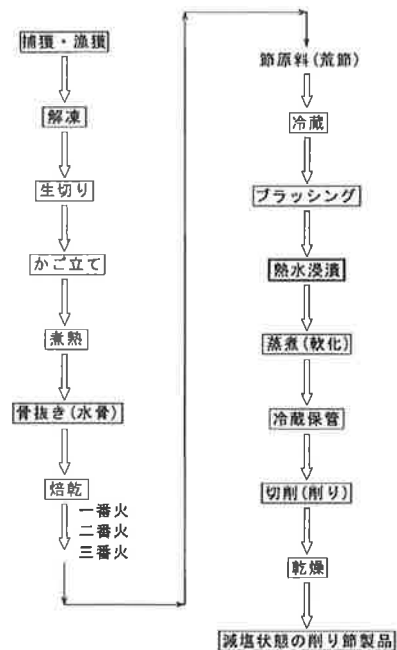 捕獲・漁獲
解凍
生切り
かご立て
煮熟
骨抜き(水骨)
焙乾
一番火
二番火
三番火
節原料(荒節)
冷蔵
ブラッシング
熱水浸漬
蒸煮(軟化)
冷蔵保管
切削(削り)
乾燥
減塩状態の削り節製品